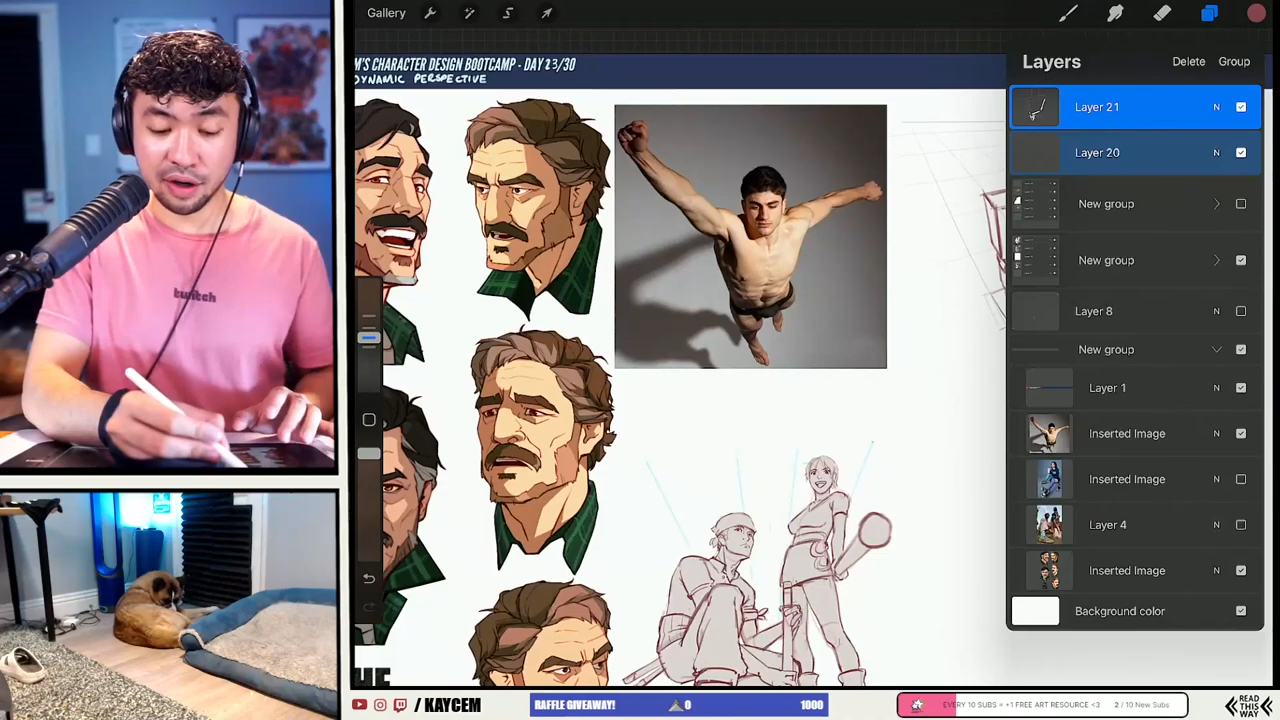 Gallery
M'S CHARACTER DESIGN BOOTCAMP - DAY 23/30
DYNAMIC PERSPECTIVE
twitch
Layers
Delete
Group
Layer 21
N
Layer 20
N
New group
New group
Layer 8
N
New group
Layer 1
N
Inserted Image
N
Inserted Image
N
Layer 4
N
Inserted Image
N
Background color
HE
/ KAYCEM
RAFFLE GIVEAWAY!
0
1000
EVERY 10 SUBS = +1 FREE ART RESOURCE <3
2 / 10 New Subs
READ
THIS
WAY